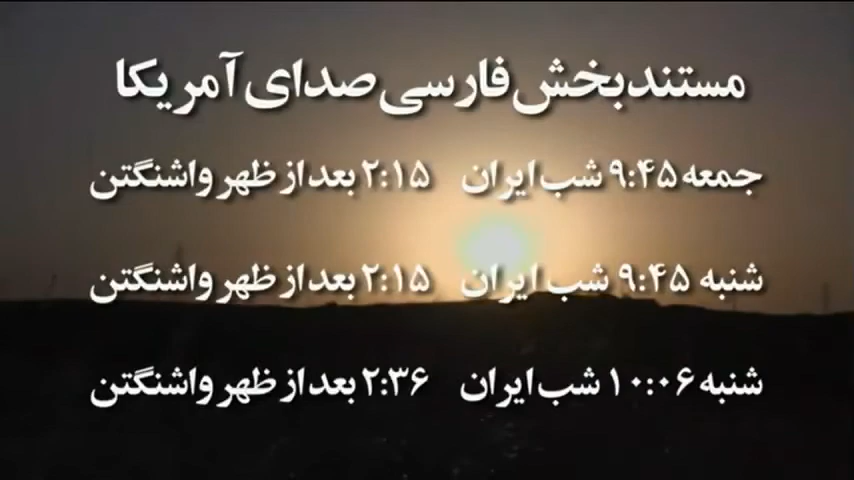 مستند بخش فارسی صدای آمریکا
جمعه ۹:۴۵ شب ایران ۲:۱۵ بعد از ظهر واشنگتن
شنبه ۹:۴۵ شب ایران ۲:۱۵ بعد از ظهر واشنگتن
شنبه ۱۰:۰۶ شب ایران ۲:۳۶ بعد از ظهر واشنگتن